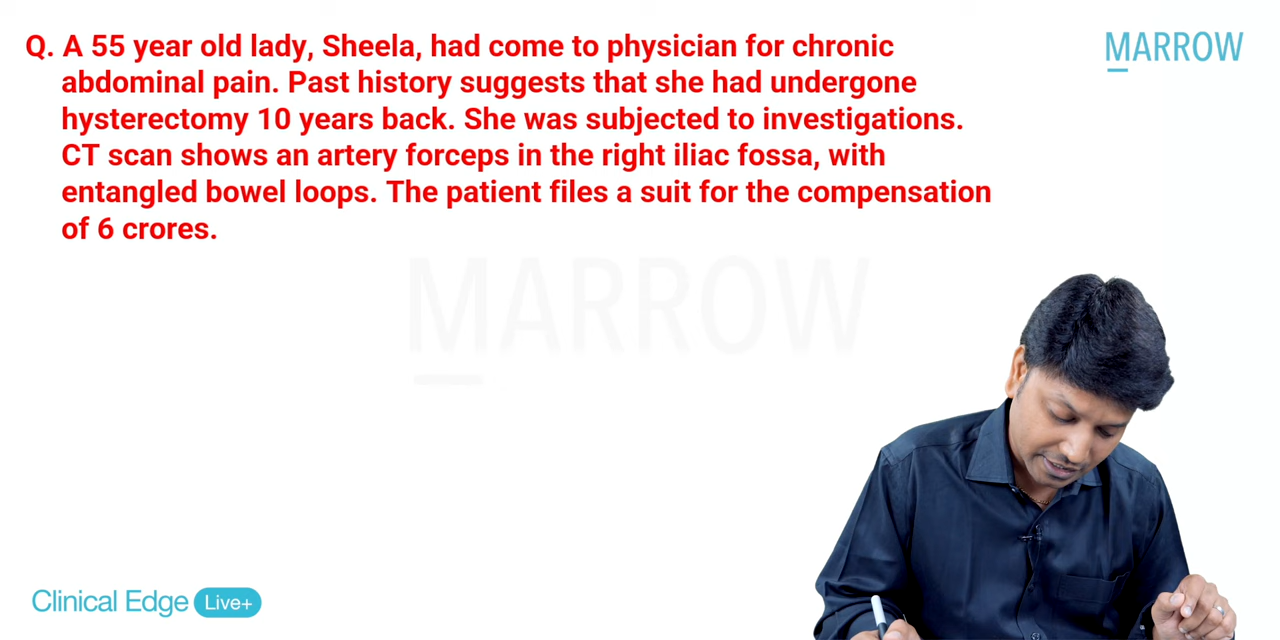 Q. A 55 year old lady, Sheela, had come to physician for chronic
abdominal pain. Past history suggests that she had undergone
hysterectomy 10 years back. She was subjected to investigations.
CT scan shows an artery forceps in the right iliac fossa, with
entangled bowel loops. The patient files a suit for the compensation
of 6 crores.
MARROW
MARROW
Clinical Edge Live+